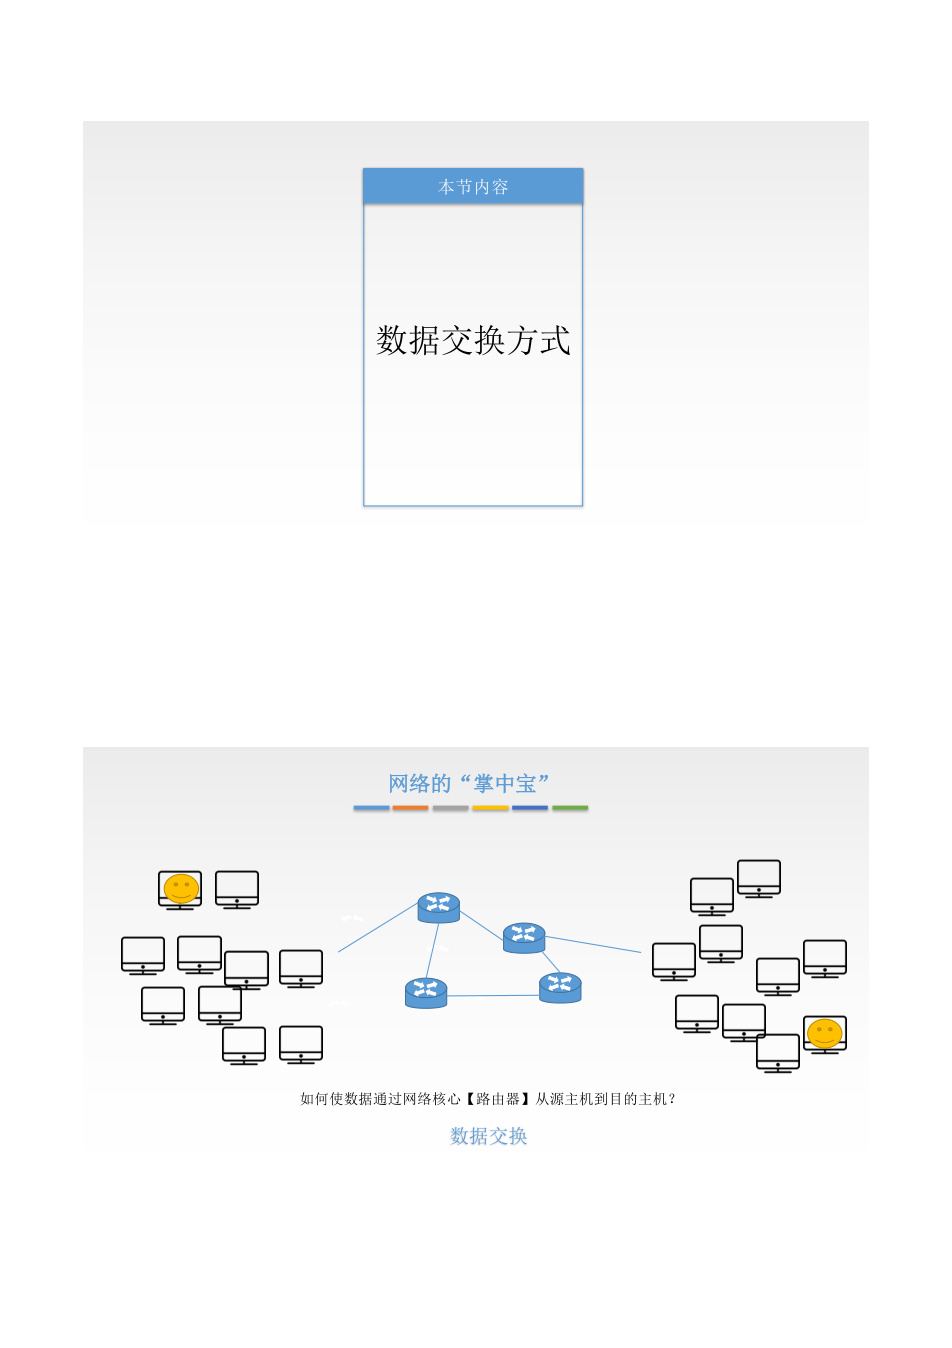 本节内容
数据交换方式
网络的“掌中宝”
如何使数据通过网络核心【路由器】从源主机到目的主机？
数据交换